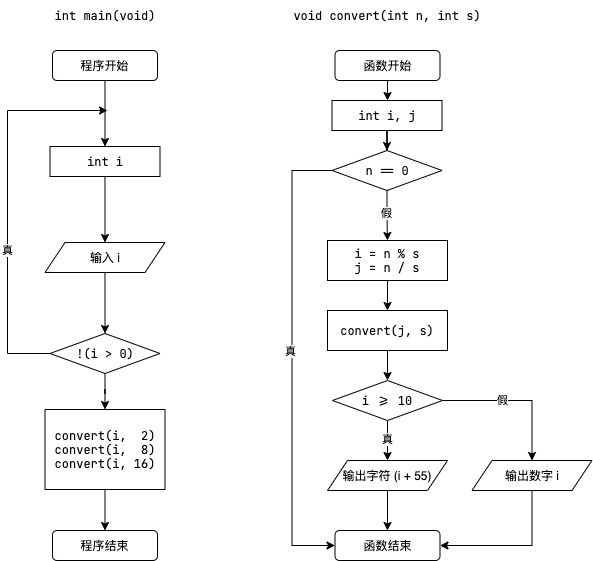 int main(void)
程序开始
int i
输入 i
真
!(i > 0)
convert(i,  2)
convert(i,  8)
convert(i, 16)
程序结束
void convert(int n, int s)
函数开始
int i, j
n == 0
假
i = n % s
j = n / s
convert(j, s)
真
i >= 10
假
真
输出字符 (i + 55)
输出数字 i
函数结束